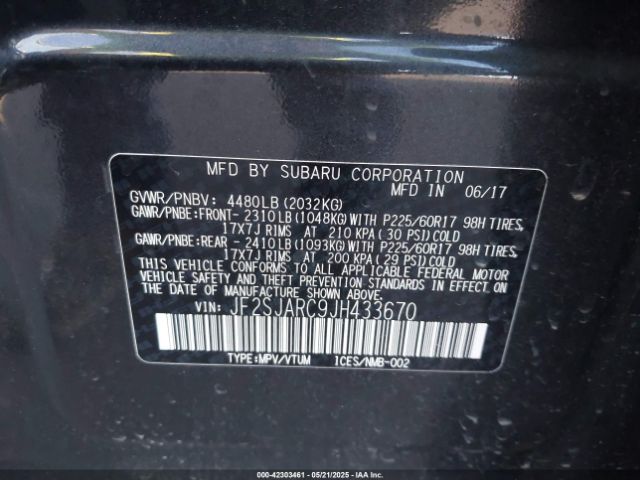 MFD BY SUBARU CORPORATION
MFD IN 06/17
GVWR/PNBV: 4480LB(2032KG)
GAWR/PNBE:FRONT- 2310LB(1048KG)WITH P225/60R17 98H TIRES,
17X7J RIMS AT 210 KPA(30 PSI)COLD
GAWR/PNBE:REAR - 2410LB(1093KG)WITH P225/60R17 98H TIRES,
17X7J RIMS AT 200 KPA(29 PSI)COLD
THIS VEHICLE CONFORMS TO ALL APPLICABLE FEDERAL MOTOR
VEHICLE SAFETY AND THEFT PREVENTION STANDARDS IN EFFECT ON
THE DATE OF MANUFACTURE SHOWN ABOVE.
VIN: JF2SJARC9JH433670
TYPE:MPV/VTUM ICES/NMB-002
000-42303461 - 05/21/2025 - IAAI.COM